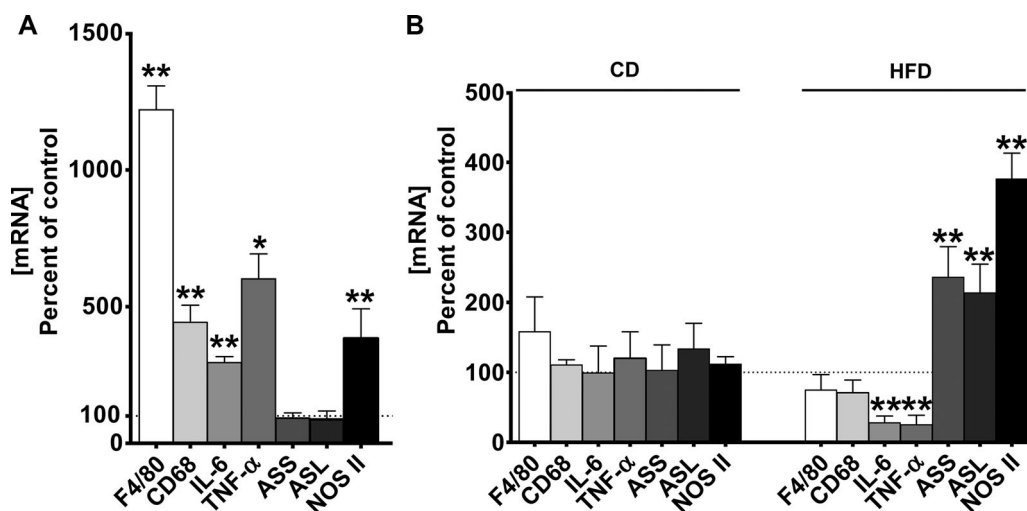 A
[mRNA]
Percent of control
1500
1000
500
100
0
**
**
**
*
**
F4/80
CD68
IL-6
TNF-α
ASS
ASL
NOS II
B
CD
HFD
[mRNA]
Percent of control
500
400
300
200
100
0
**
**
**
**
**
F4/80
CD68
IL-6
TNF-α
ASS
ASL
NOS II
F4/80
CD68
IL-6
TNF-α
ASS
ASL
NOS II